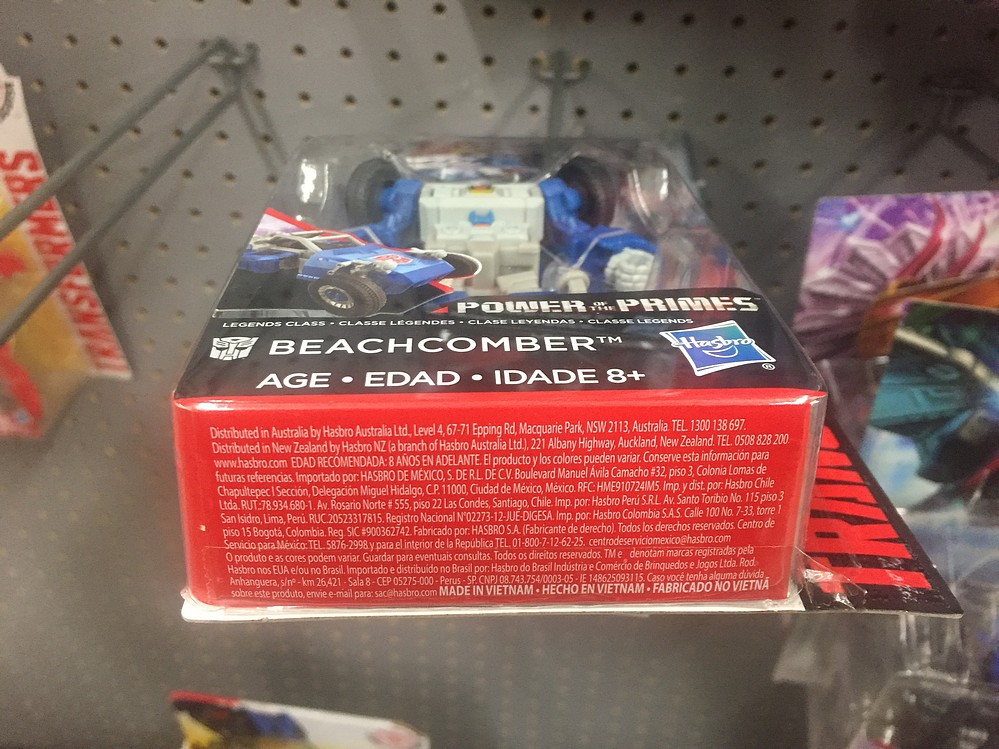 TRANSFORMERS
POWER OF THE PRIMES
LEGENDS CLASS • CLASSE LÉGENDES • CLASE LEYENDAS • CLASSE LEGENDS
BEACHCOMBER™
Hasbro
®
AGE • EDAD • IDADE 8+
Distributed in Australia by Hasbro Australia Ltd., Level 4, 67-71 Epping Rd, Macquarie Park, NSW 2113, Australia. TEL. 1300 138 697.
Distributed in New Zealand by Hasbro NZ (a branch of Hasbro Australia Ltd.). 221 Albany Highway, Auckland, New Zealand. TEL. 0508 828 200
www.hasbro.com EDAD RECOMENDADA: 8 AÑOS EN ADELANTE. El producto y los colores pueden variar. Conserve esta información para
futuras referencias. Importado por: HASBRO DE MÉXICO, S. DE R.L. DE C.V. Boulevard Manuel Ávila Camacho #32, piso 3, Colonia Lomas de
Chapultepec I Sección, Delegación Miguel Hidalgo, C.P. 11000, Ciudad de México, México. RFC: HME910724IM5. Imp. y dist. por: Hasbro Chile
Ltda. RUT.:78.934.680-1. Av. Rosario Norte # 555, piso 22 Las Condes, Santiago, Chile. Imp. por: Hasbro Perú S.R.L. Av. Santo Toribio No. 115 piso 3
San Isidro, Lima, Perú. RUC.20523317815. Registro Nacional N°02273-12-JUE-DIGESA. Imp. por: Hasbro Colombia S.A.S. Calle 100 No. 7-33, torre 1
piso 15 Bogotá, Colombia. Reg. SIC #900362742. Fabricado por: HASBRO S.A. (Fabricante de derecho). Todos los derechos reservados. Centro de
Servicio para México: TEL. 5876-2998 y para el interior de la República TEL. 01-800-7-12-62-25. centrodeserviciomexico@hasbro.com
O produto e as cores podem variar. Guardar para eventuais consultas. Todos os direitos reservados. TM e denotam marcas registradas pela
Hasbro nos EUA e/ou no Brasil. Importado e distribuido no Brasil por: Hasbro do Brasil Indústria e Comércio de Brinquedos e Jogos Ltda. Rod.
Anhanguera, s/nº - km 26,421 - Sala 8 - CEP 05275-000 - Perus - SP. CNPJ 08.743.754/0003-05 - IE 148625093115. Caso você tenha alguma dúvida
sobre este produto, envie e-mail para: sac@hasbro.com MADE IN VIETNAM • HECHO EN VIETNAM • FABRICADO NO VIETNA
TRAN